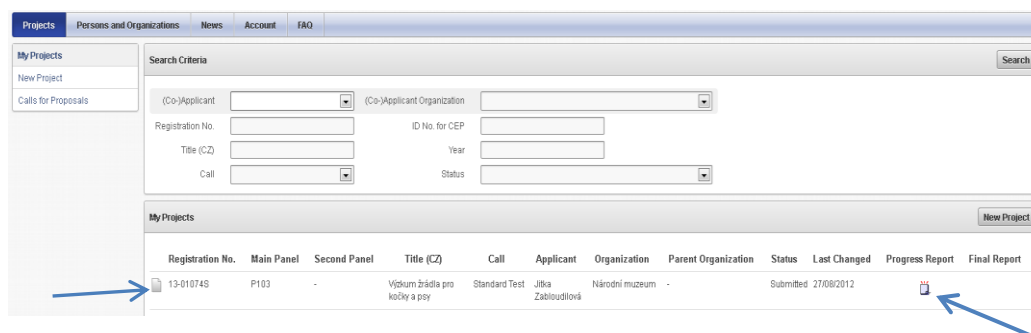 Projects Persons and Organizations News Account FAQ
My Projects
New Project
Calls for Proposals
Search Criteria Search
(Co-)Applicant (Co-)Applicant Organization
Registration No. ID No. for CEP
Title (CZ) Year
Call Status
My Projects New Project
Registration No. Main Panel Second Panel Title (CZ) Call Applicant Organization Parent Organization Status Last Changed Progress Report Final Report
13-01074S P103 - Výzkum žrádla pro Standard Test Jitka Národní muzeum - Submitted 27/08/2012
kočky a psy Zabloudilová